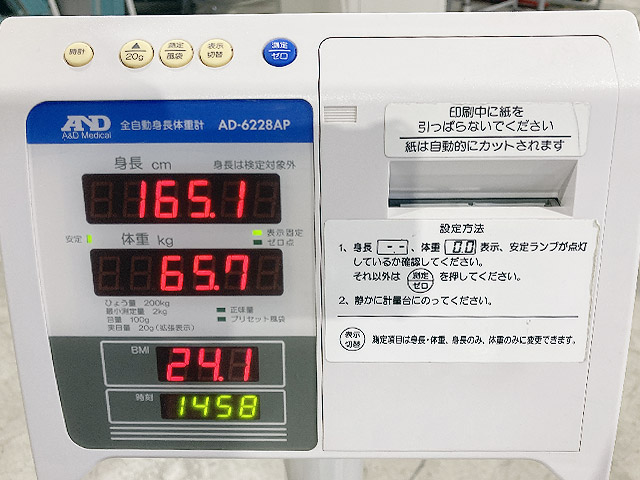 時計
▲
20g
測定
風袋
表示
切替
測定
ゼロ
AND
A&D Medical
全自動身長体重計 AD-6228AP
身長 cm 身長は検定対象外
165.1
安定 体重 kg 表示固定
ゼロ点
65.7
ひょう量 200kg
最小測定量 2kg
目量 100g
実目量 20g(拡張表示)
正味量
プリセット風袋
BMI
24.1
時刻
1458
印刷中に紙を
引っぱらないでください
紙は自動的にカットされます
設定方法
1、身長 -.- 、体重 0.0 表示、安定ランプが点灯
しているか確認してください。
それ以外は 測定 ゼロ を押してください。
2、静かに計量台にのってください。
表示 切替 測定項目は身長・体重、身長のみ、体重のみに変更できます。